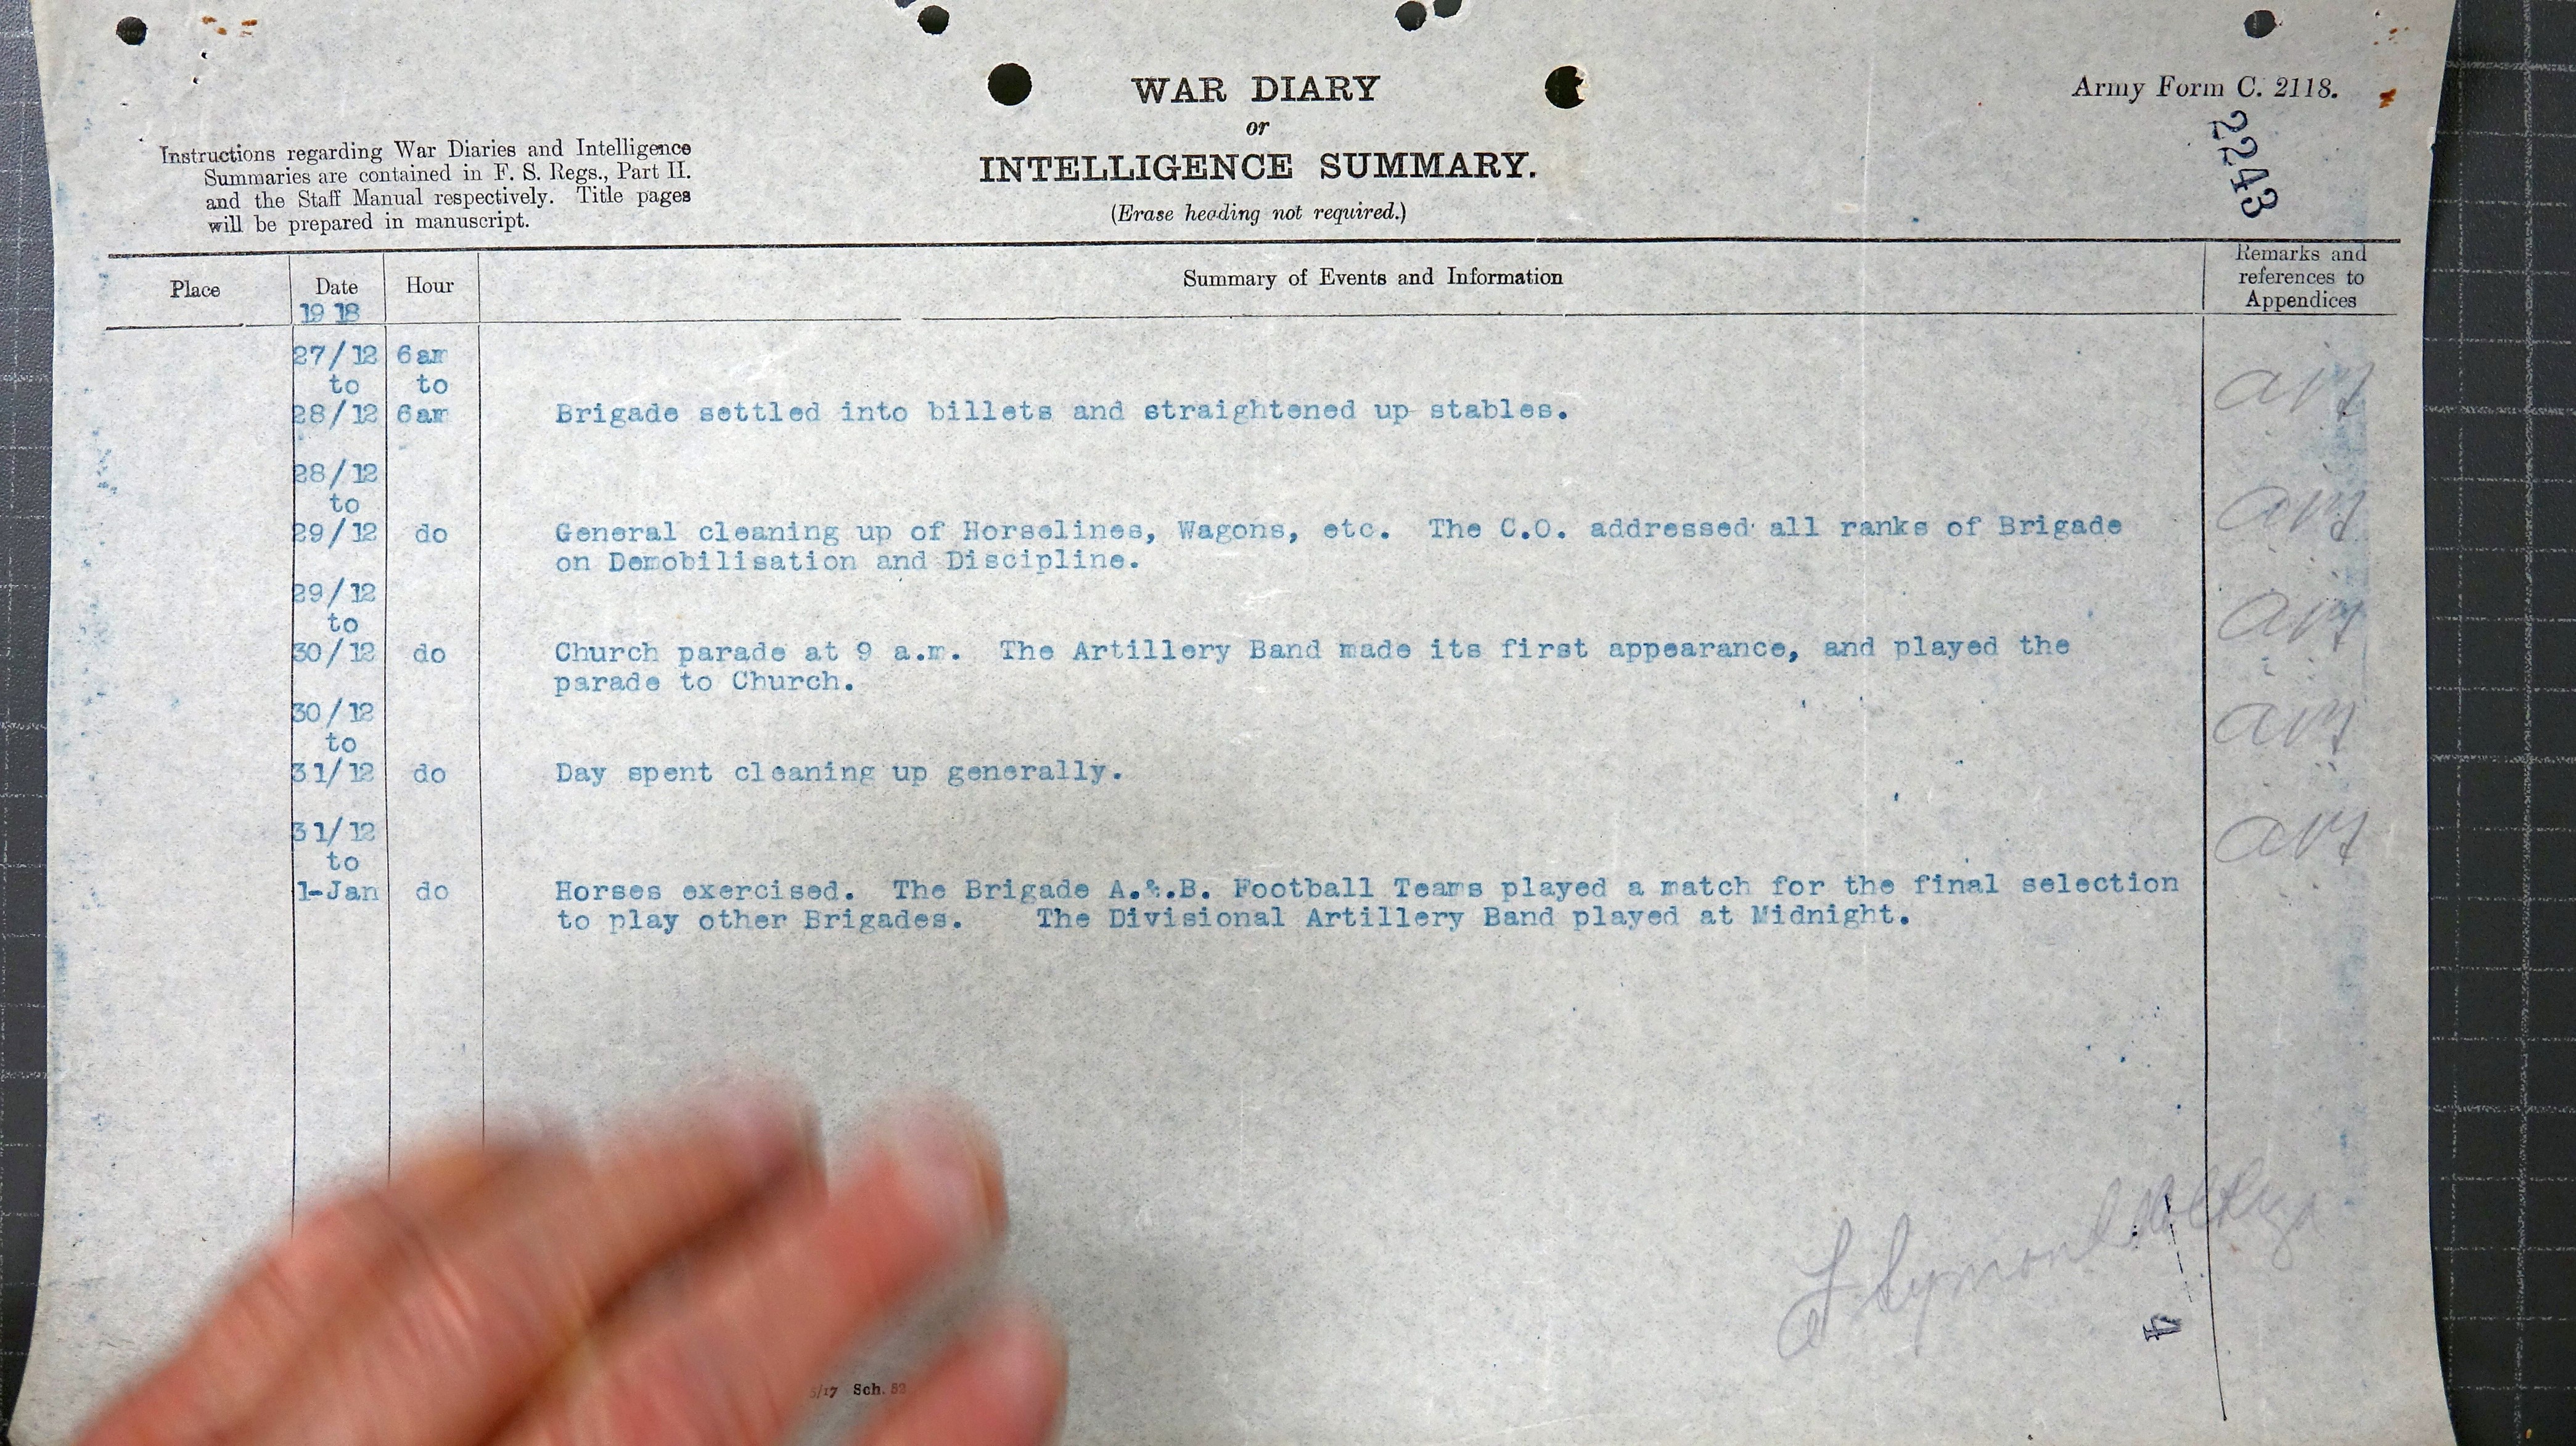 WAR DIARY
or
INTELLIGENCE SUMMARY.
(Erase heading not required.)
Army Form C. 2118.
2243
Instructions regarding War Diaries and Intelligence
Summaries are contained in F. S. Regs., Part II.
and the Staff Manual respectively. Title pages
will be prepared in manuscript.
Place
Date
1918
Hour
Summary of Events and Information
Remarks and
references to
Appendices
27/12 6am
to to
28/12 6am Brigade settled into billets and straightened up stables.
28/12
to
29/12 do General cleaning up of Horselines, Wagons, etc. The C.O. addressed all ranks of Brigade
on Demobilisation and Discipline.
29/12
to
30/12 do Church parade at 9 a.m. The Artillery Band made its first appearance, and played the
parade to Church.
30/12
to
31/12 do Day spent cleaning up generally.
31/12
to
1-Jan do Horses exercised. The Brigade A.&.B. Football Teams played a match for the final selection
to play other Brigades. The Divisional Artillery Band played at Midnight.
Symonds
4
5/17 Sch. 52